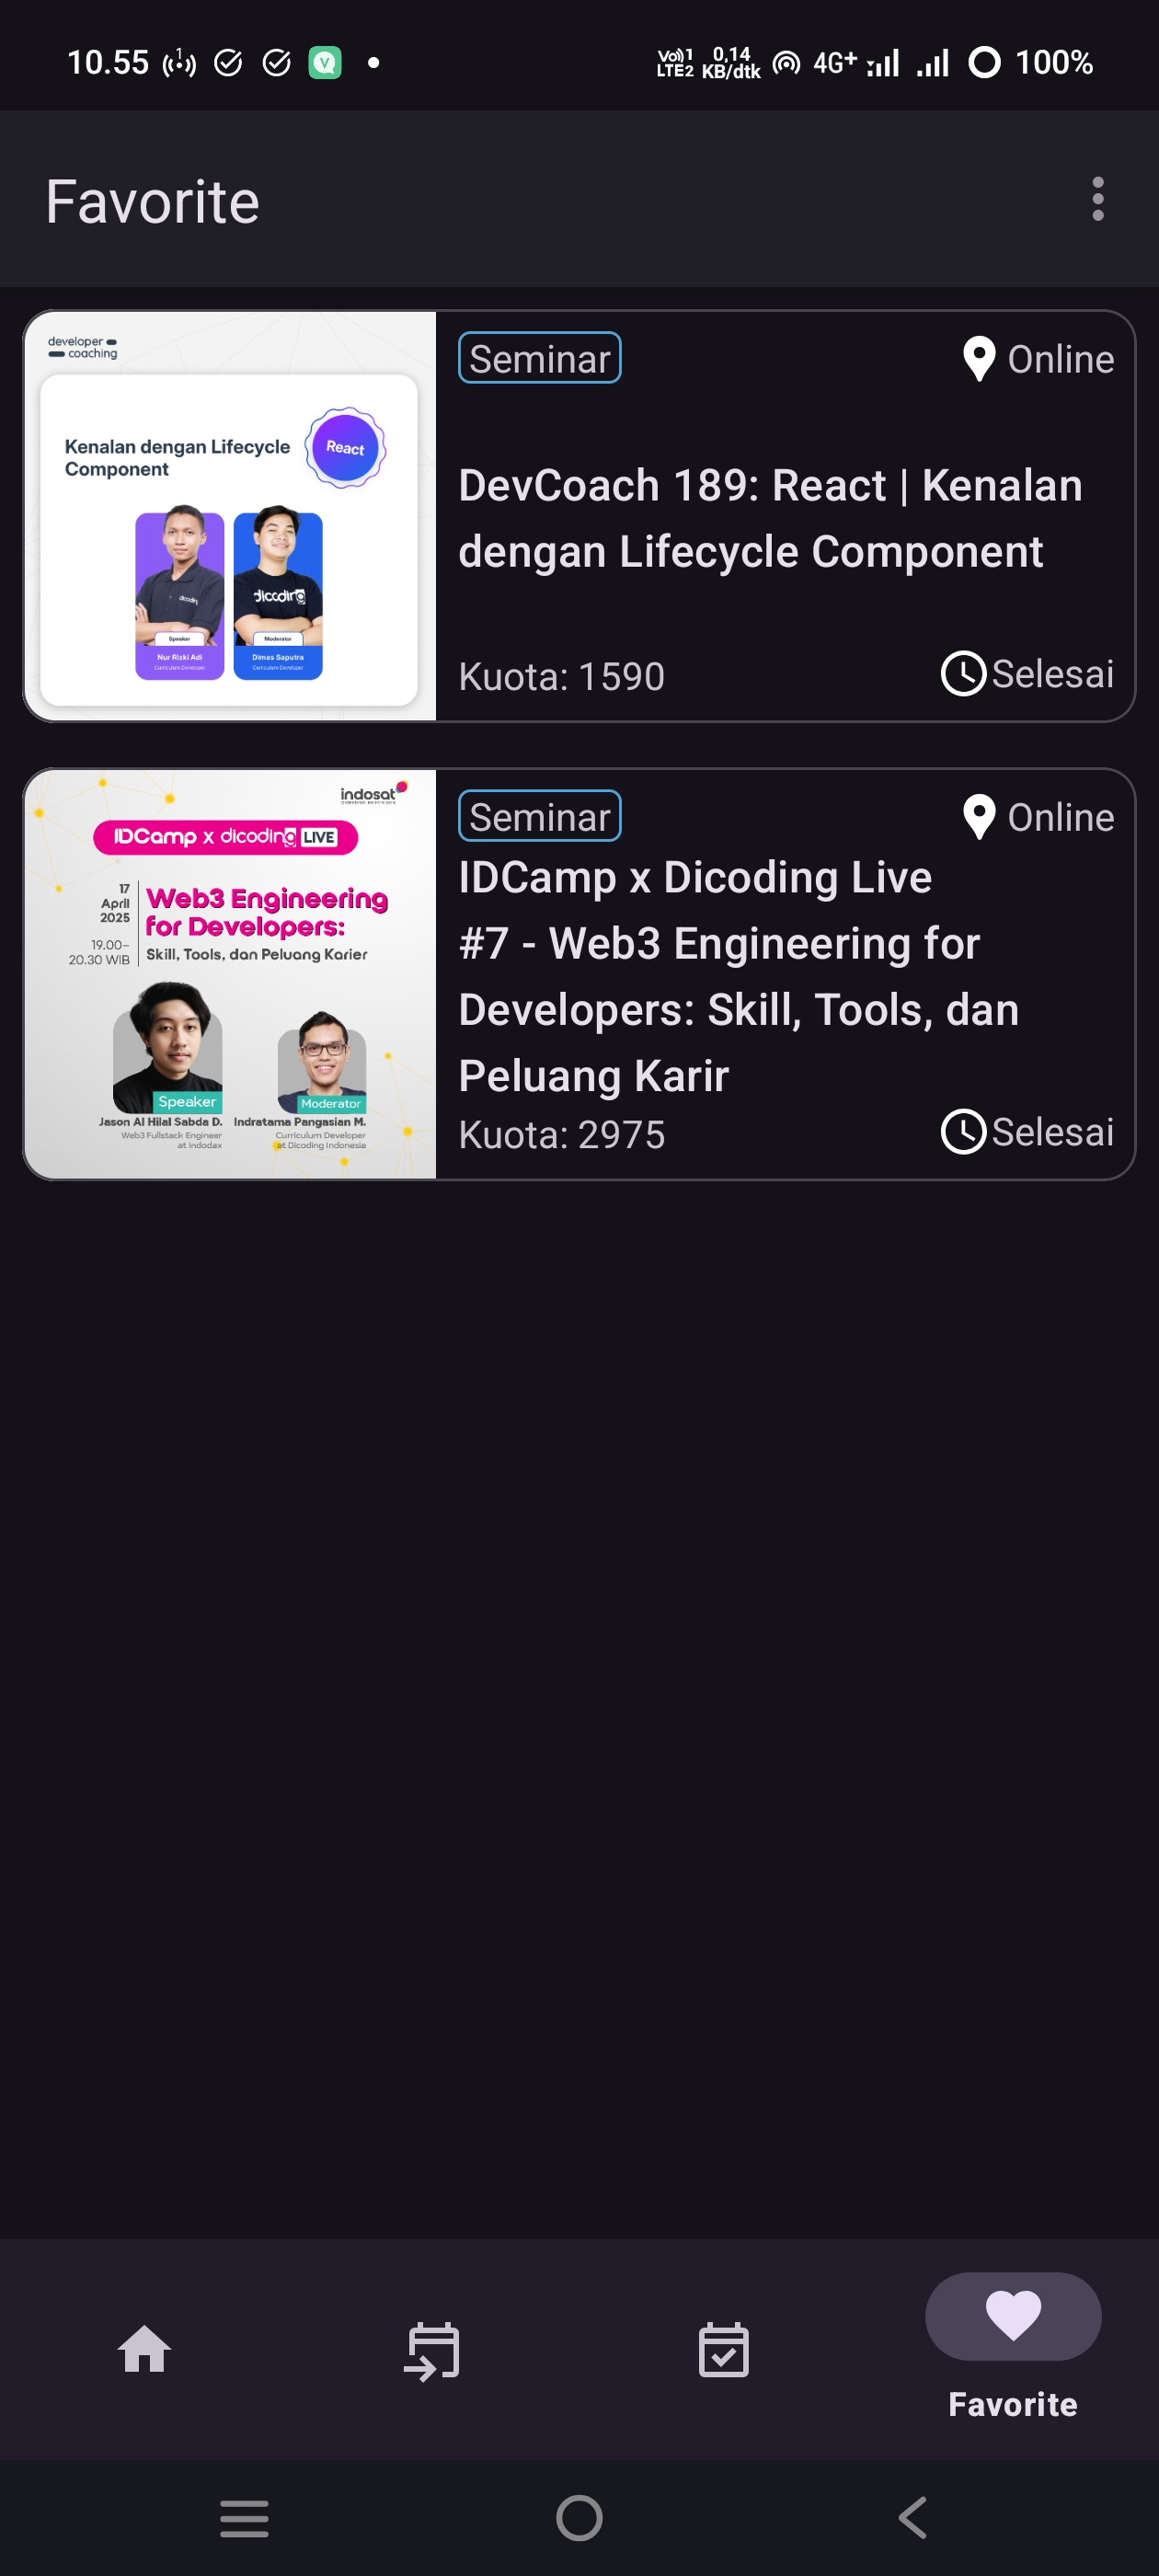 10.55
Vo)) 1
LTE2
0,14
KB/dtk
4G+
100%
Favorite
developer
coaching
Kenalan dengan Lifecycle
Component
React
dicoding
Speaker
Nur Rizki Adi
Curriculum Developer
dicoding
Moderator
Dimas Saputra
Curriculum Developer
Seminar
Online
DevCoach 189: React | Kenalan
dengan Lifecycle Component
Kuota: 1590
Selesai
indosat
IDCamp x dicoding LIVE
17
April
2025
19.00–
20.30 WIB
Web3 Engineering
for Developers:
Skill, Tools, dan Peluang Karier
Speaker
Jason Al Hilal Sabda D.
Web3 Fullstack Engineer
at Indodax
Moderator
Indratama Pangasian M.
Curriculum Developer
at Dicoding Indonesia
Seminar
Online
IDCamp x Dicoding Live
#7 - Web3 Engineering for
Developers: Skill, Tools, dan
Peluang Karir
Kuota: 2975
Selesai
Favorite